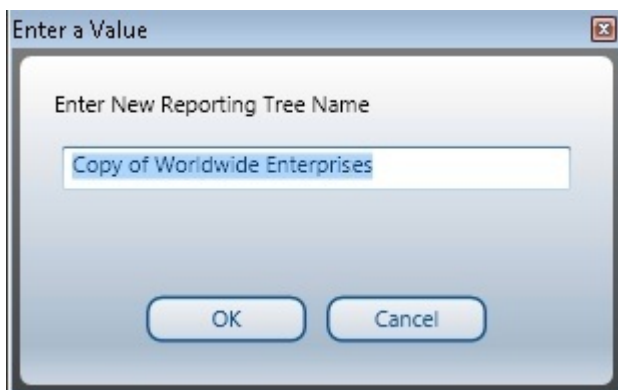 Enter a Value
Enter New Reporting Tree Name
Copy of Worldwide Enterprises
OK
Cancel